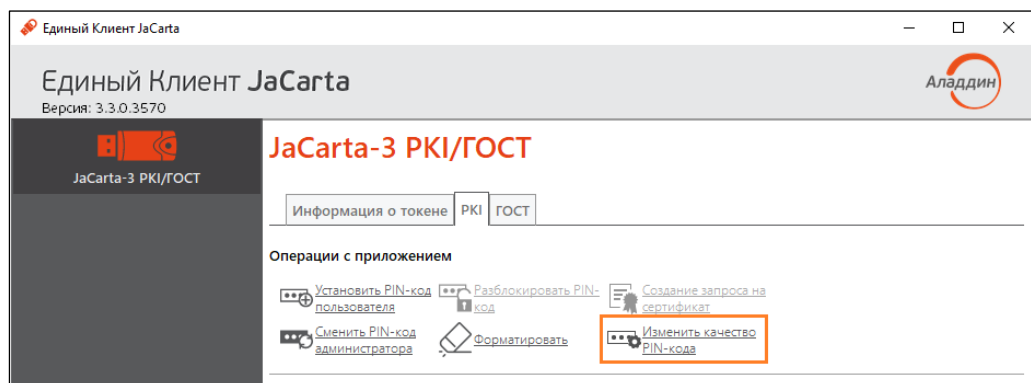 Единый Клиент JaCarta
Единый Клиент JaCarta
Версия: 3.3.0.3570
Аладдин
JaCarta-3 PKI/ГОСТ
JaCarta-3 PKI/ГОСТ
Информация о токене PKI ГОСТ
Операции с приложением
Установить PIN-код
пользователя
Разблокировать PIN-
код
Создание запроса на
сертификат
Сменить PIN-код
администратора
Форматировать
Изменить качество
PIN-кода